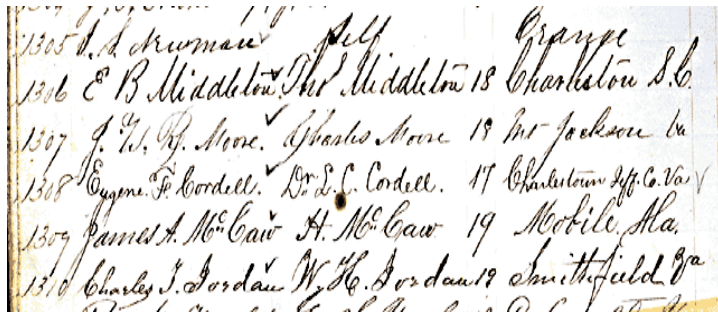 1305 S. S. Newman Self Orange
1306 E B Middleton Thos Middleton 18 Charleston S.C.
1307 J. W. Moore. Charles Moore 18 Mt Jackson Va
1308 Eugene. F. Cordell. Dr. L. C. Cordell. 17 Charlestown Jeff. Co. Va
1309 James A. McCaw H. McCaw 19 Mobile. Ala.
1310 Charles T. Jordan W. H. Jordan 19 Smithfield Va